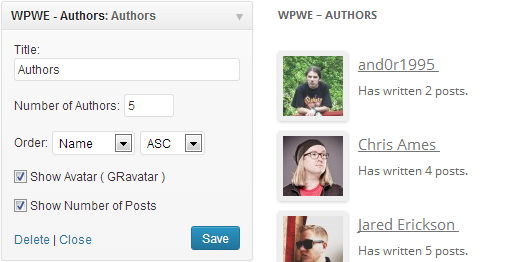 WPWE - Authors: Authors
Title:
Authors
Number of Authors: 5
Order: Name ASC
Show Avatar ( GRavatar )
Show Number of Posts
Delete | Close Save
WPWE – AUTHORS
and0r1995
Has written 2 posts.
Chris Ames
Has written 4 posts.
Jared Erickson
Has written 5 posts.